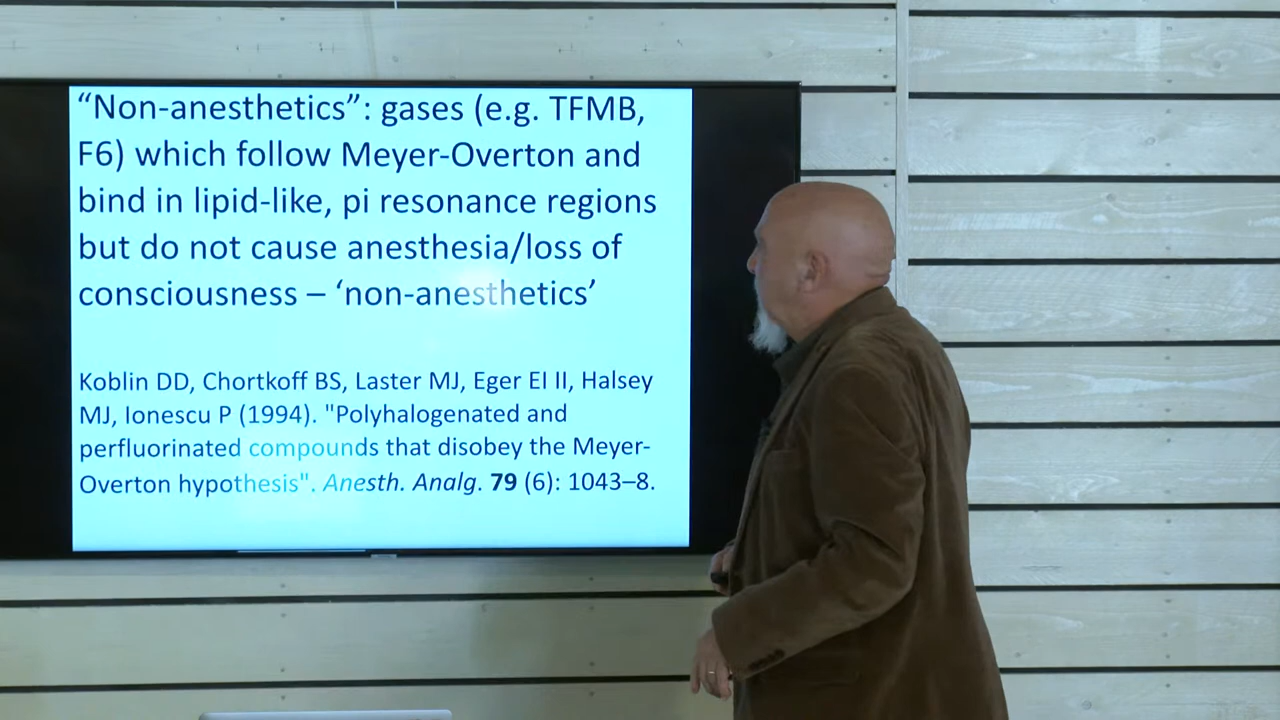 “Non-anesthetics”: gases (e.g. TFMB,
F6) which follow Meyer-Overton and
bind in lipid-like, pi resonance regions
but do not cause anesthesia/loss of
consciousness – ‘non-anesthetics’
Koblin DD, Chortkoff BS, Laster MJ, Eger EI II, Halsey
MJ, Ionescu P (1994). "Polyhalogenated and
perfluorinated compounds that disobey the Meyer-
Overton hypothesis". Anesth. Analg. 79 (6): 1043–8.